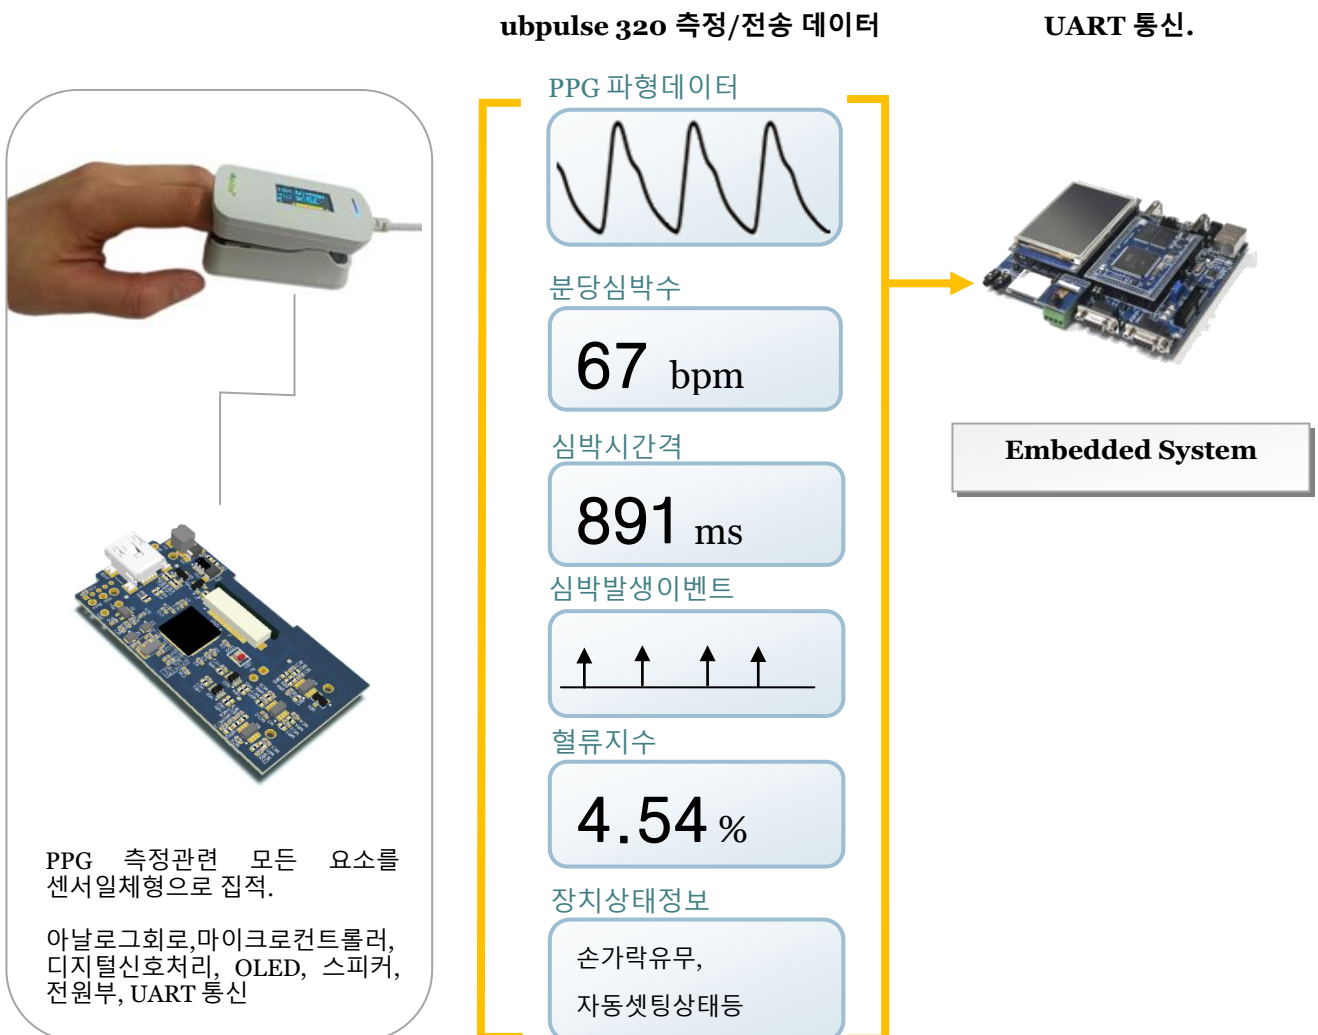 ubpulse 320 측정/전송 데이터
UART 통신.
PPG 파형데이터
분당심박수
67 bpm
심박시간격
891 ms
심박발생이벤트
혈류지수
4.54 %
장치상태정보
손가락유무,
자동셋팅상태등
Embedded System
PPG 측정관련 모든 요소를
센서일체형으로 집적.
아날로그회로,마이크로컨트롤러,
디지털신호처리, OLED, 스피커,
전원부, UART 통신